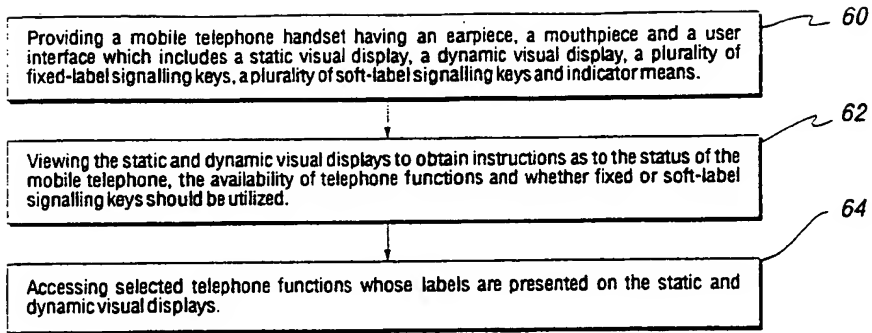 60
Providing a mobile telephone handset having an earpiece, a mouthpiece and a user
interface which includes a static visual display, a dynamic visual display, a plurality of
fixed-label signalling keys, a plurality of soft-label signalling keys and indicator means.
62
Viewing the static and dynamic visual displays to obtain instructions as to the status of the
mobile telephone, the availability of telephone functions and whether fixed or soft-label
signalling keys should be utilized.
64
Accessing selected telephone functions whose labels are presented on the static and
dynamic visual displays.